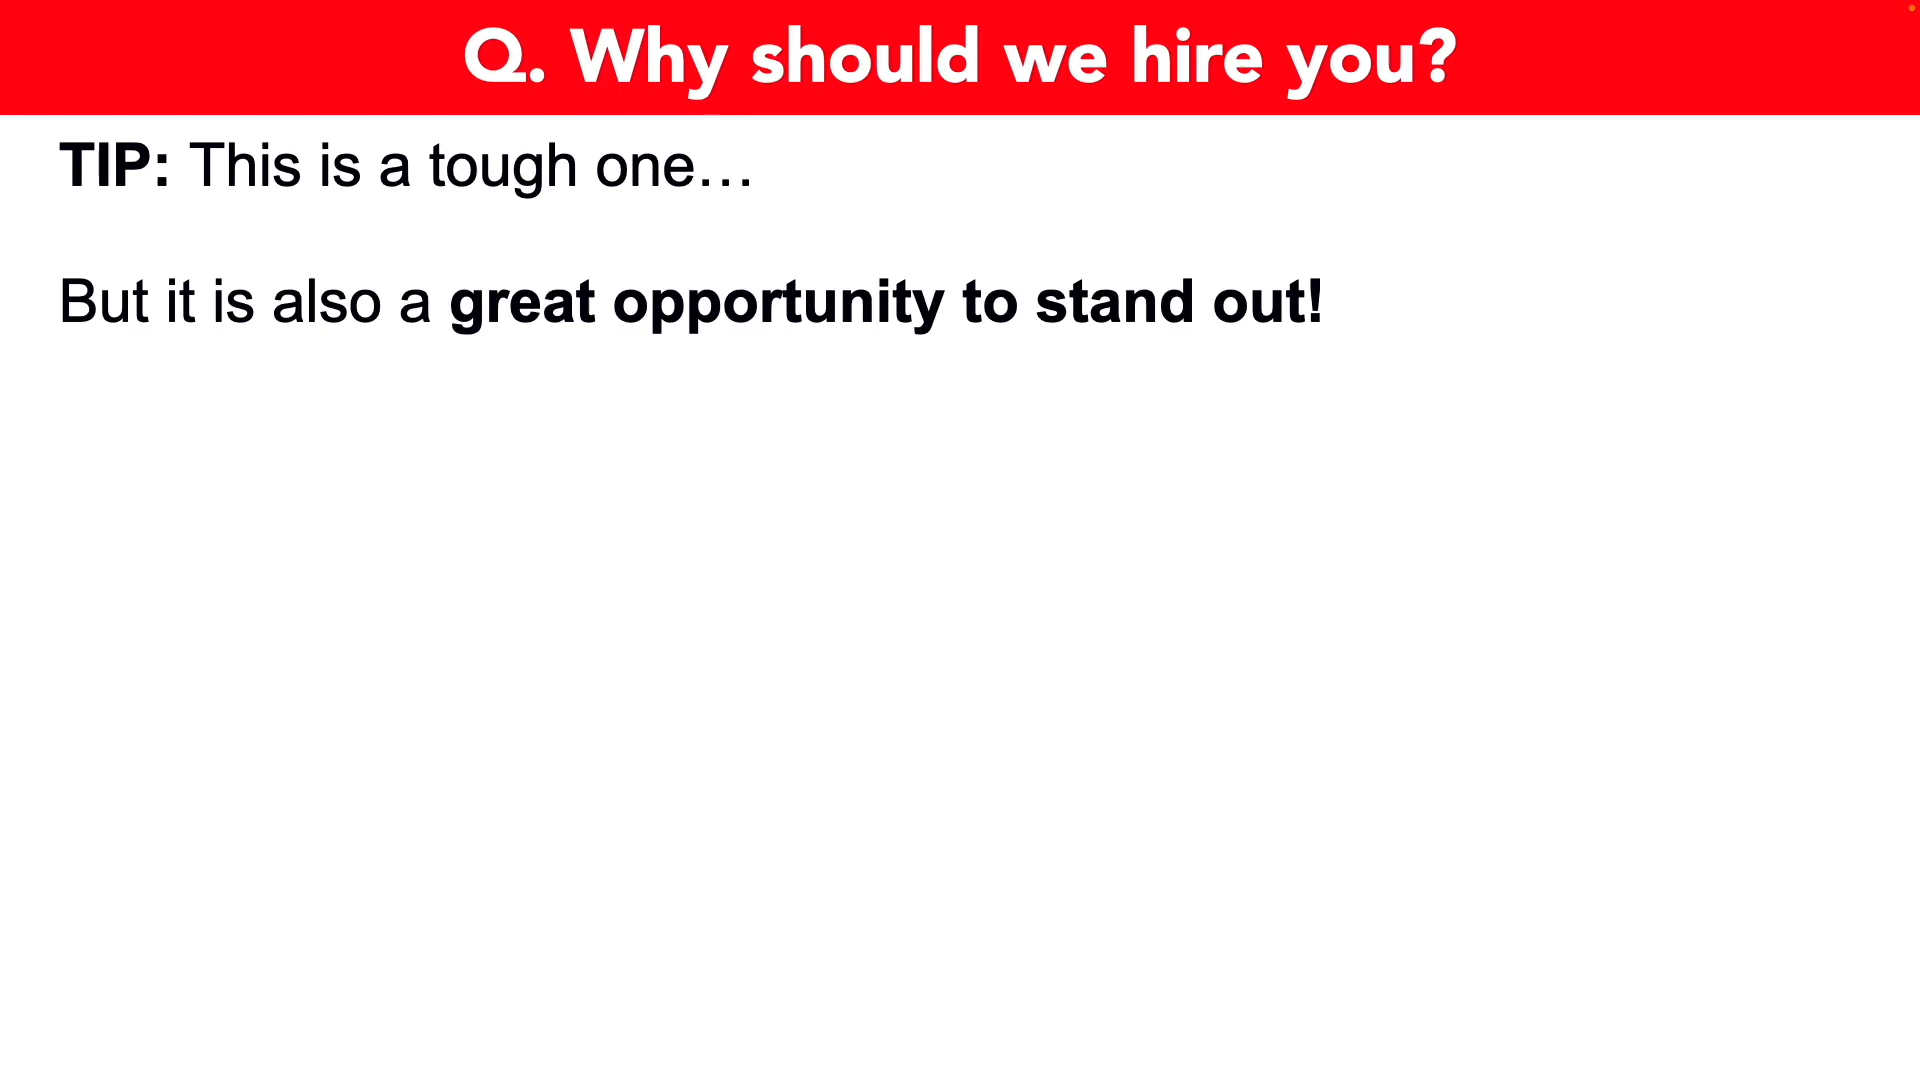 Q. Why should we hire you?
TIP: This is a tough one…
But it is also a great opportunity to stand out!